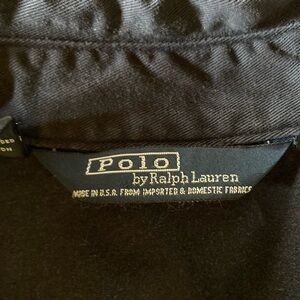 Polo
by Ralph Lauren
MADE IN U.S.A. FROM IMPORTED & DOMESTIC FABRICS